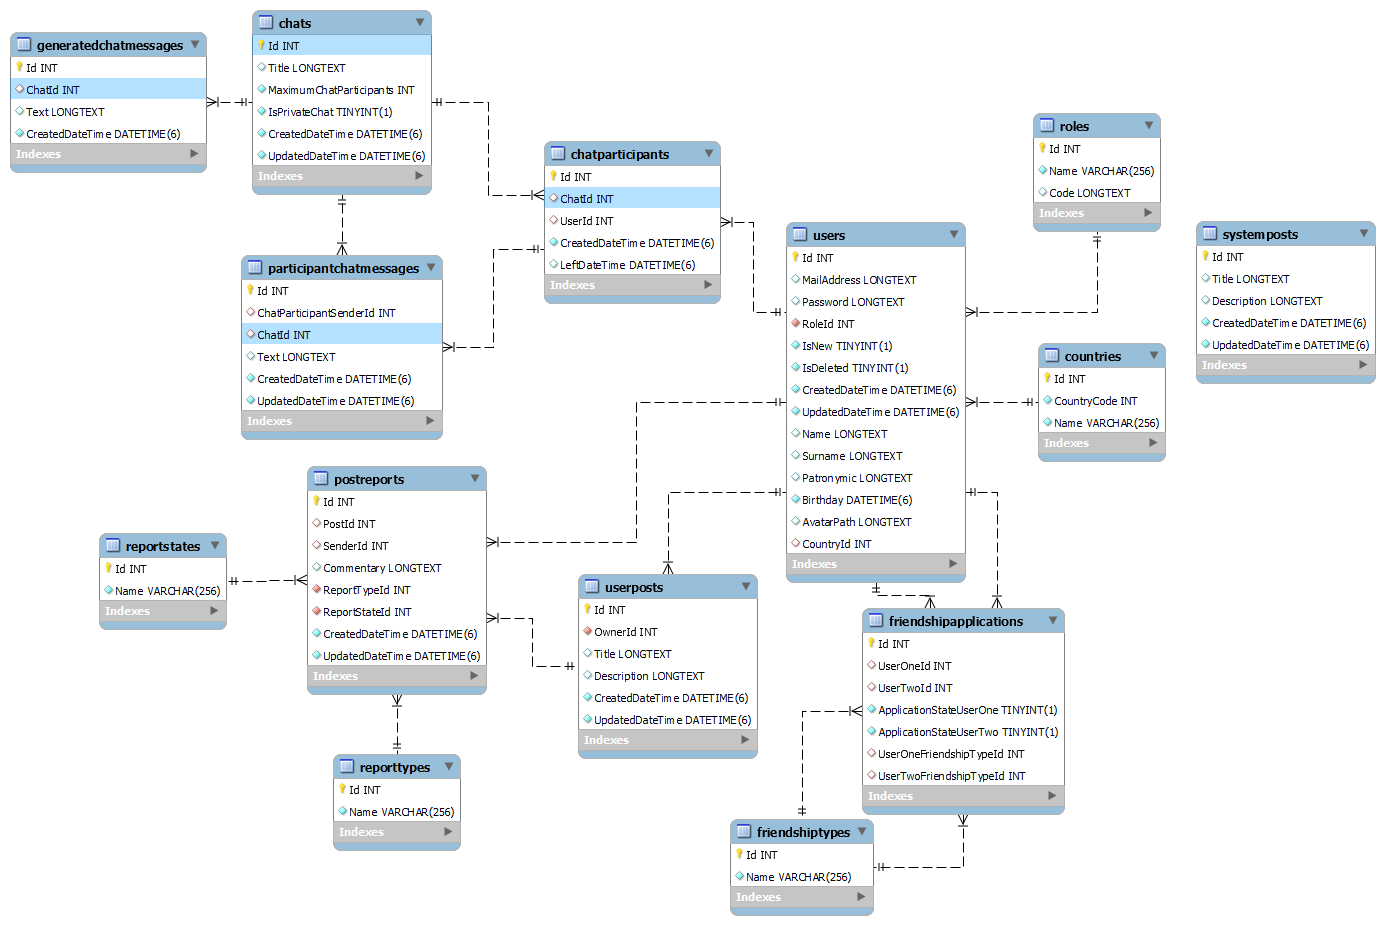 generatedchatmessages
Id INT
ChatId INT
Text LONGTEXT
CreatedDateTime DATETIME(6)
Indexes
chats
Id INT
Title LONGTEXT
MaximumChatParticipants INT
IsPrivateChat TINYINT(1)
CreatedDateTime DATETIME(6)
UpdatedDateTime DATETIME(6)
Indexes
chatparticipants
Id INT
ChatId INT
UserId INT
CreatedDateTime DATETIME(6)
LeftDateTime DATETIME(6)
Indexes
participantchatmessages
Id INT
ChatParticipantSenderId INT
ChatId INT
Text LONGTEXT
CreatedDateTime DATETIME(6)
UpdatedDateTime DATETIME(6)
Indexes
users
Id INT
MailAddress LONGTEXT
Password LONGTEXT
RoleId INT
IsNew TINYINT(1)
IsDeleted TINYINT(1)
CreatedDateTime DATETIME(6)
UpdatedDateTime DATETIME(6)
Name LONGTEXT
Surname LONGTEXT
Patronymic LONGTEXT
Birthday DATETIME(6)
AvatarPath LONGTEXT
CountryId INT
Indexes
roles
Id INT
Name VARCHAR(256)
Code LONGTEXT
Indexes
systemposts
Id INT
Title LONGTEXT
Description LONGTEXT
CreatedDateTime DATETIME(6)
UpdatedDateTime DATETIME(6)
Indexes
countries
Id INT
CountryCode INT
Name VARCHAR(256)
Indexes
postreports
Id INT
PostId INT
SenderId INT
Commentary LONGTEXT
ReportTypeId INT
ReportStateId INT
CreatedDateTime DATETIME(6)
UpdatedDateTime DATETIME(6)
Indexes
reportstates
Id INT
Name VARCHAR(256)
Indexes
userposts
Id INT
OwnerId INT
Title LONGTEXT
Description LONGTEXT
CreatedDateTime DATETIME(6)
UpdatedDateTime DATETIME(6)
Indexes
friendshipapplications
Id INT
UserOneId INT
UserTwoId INT
ApplicationStateUserOne TINYINT(1)
ApplicationStateUserTwo TINYINT(1)
UserOneFriendshipTypeId INT
UserTwoFriendshipTypeId INT
Indexes
reporttypes
Id INT
Name VARCHAR(256)
Indexes
friendshiptypes
Id INT
Name VARCHAR(256)
Indexes